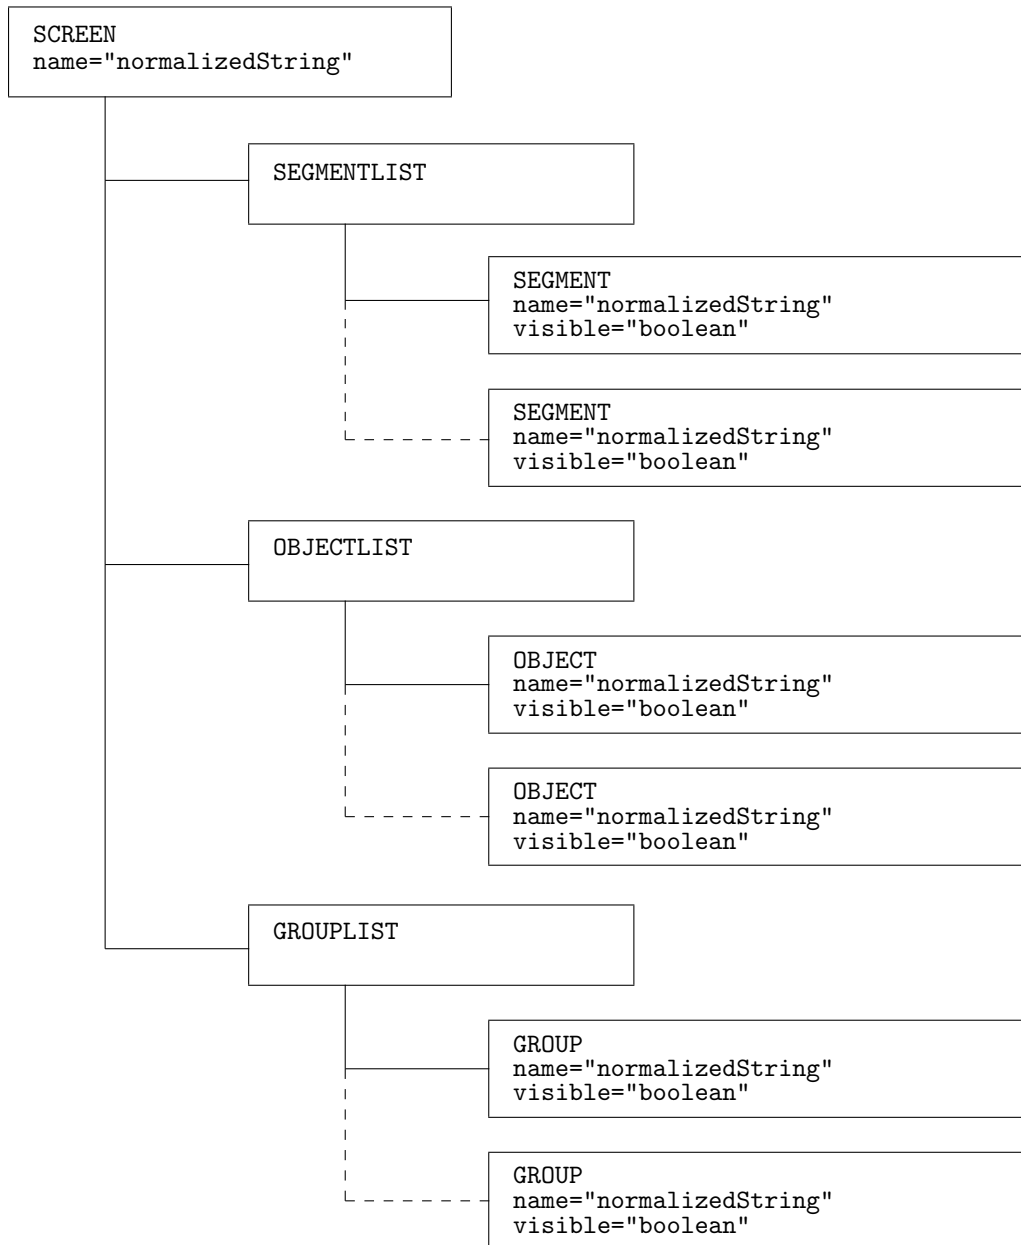 SCREEN
name="normalizedString"
SEGMENTLIST
SEGMENT
name="normalizedString"
visible="boolean"
SEGMENT
name="normalizedString"
visible="boolean"
OBJECTLIST
OBJECT
name="normalizedString"
visible="boolean"
OBJECT
name="normalizedString"
visible="boolean"
GROUPLIST
GROUP
name="normalizedString"
visible="boolean"
GROUP
name="normalizedString"
visible="boolean"